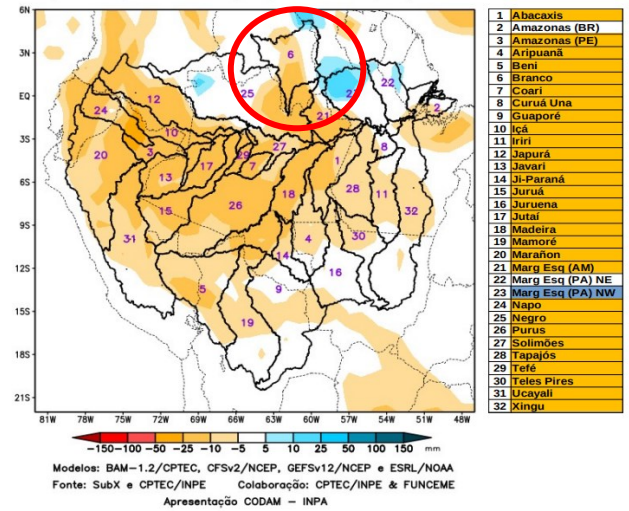 6N
3N
EQ
3S
6S
9S
12S
15S
18S
21S
81W 78W 75W 72W 69W 66W 63W 60W 57W 54W 51W 48W
6
25
22
2
12
24
21
10
27
8
20
3
17
7
1
13
28
18
11
15
26
32
31
4
30
14
16
5
9
19
-150-100-50 -25 -10 -5 5 10 25 50 100 150 mm
Modelos: BAM-1.2/CPTEC, CFSv2/NCEP, GEFSv12/NCEP e ESRL/NOAA
Fonte: SubX e CPTEC/INPE Colaboração: CPTEC/INPE & FUNCEME
Apresentação CODAM - INPA
1 Abacaxis
2 Amazonas (BR)
3 Amazonas (PE)
4 Aripuanã
5 Beni
6 Branco
7 Coari
8 Curuá Una
9 Guaporé
10 Içá
11 Iriri
12 Japurá
13 Javari
14 Ji-Paraná
15 Juruá
16 Juruena
17 Jutaí
18 Madeira
19 Mamoré
20 Marañon
21 Marg Esq (AM)
22 Marg Esq (PA) NE
23 Marg Esq (PA) NW
24 Napo
25 Negro
26 Purus
27 Solimões
28 Tapajós
29 Tefé
30 Teles Pires
31 Ucayali
32 Xingu